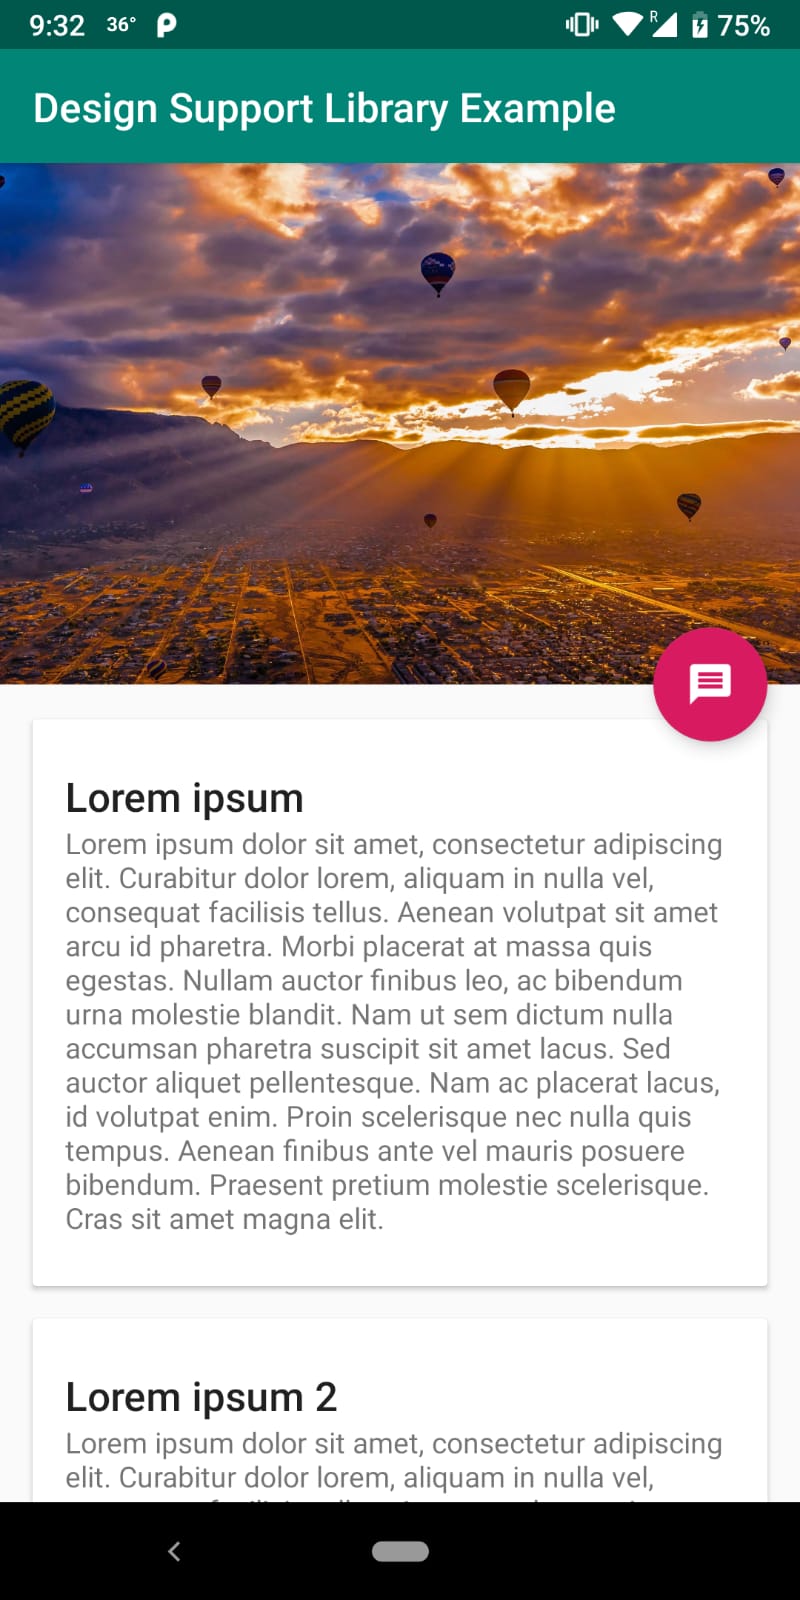 9:32 36° R 75%
Design Support Library Example
Lorem ipsum
Lorem ipsum dolor sit amet, consectetur adipiscing
elit. Curabitur dolor lorem, aliquam in nulla vel,
consequat facilisis tellus. Aenean volutpat sit amet
arcu id pharetra. Morbi placerat at massa quis
egestas. Nullam auctor finibus leo, ac bibendum
urna molestie blandit. Nam ut sem dictum nulla
accumsan pharetra suscipit sit amet lacus. Sed
auctor aliquet pellentesque. Nam ac placerat lacus,
id volutpat enim. Proin scelerisque nec nulla quis
tempus. Aenean finibus ante vel mauris posuere
bibendum. Praesent pretium molestie scelerisque.
Cras sit amet magna elit.
Lorem ipsum 2
Lorem ipsum dolor sit amet, consectetur adipiscing
elit. Curabitur dolor lorem, aliquam in nulla vel,